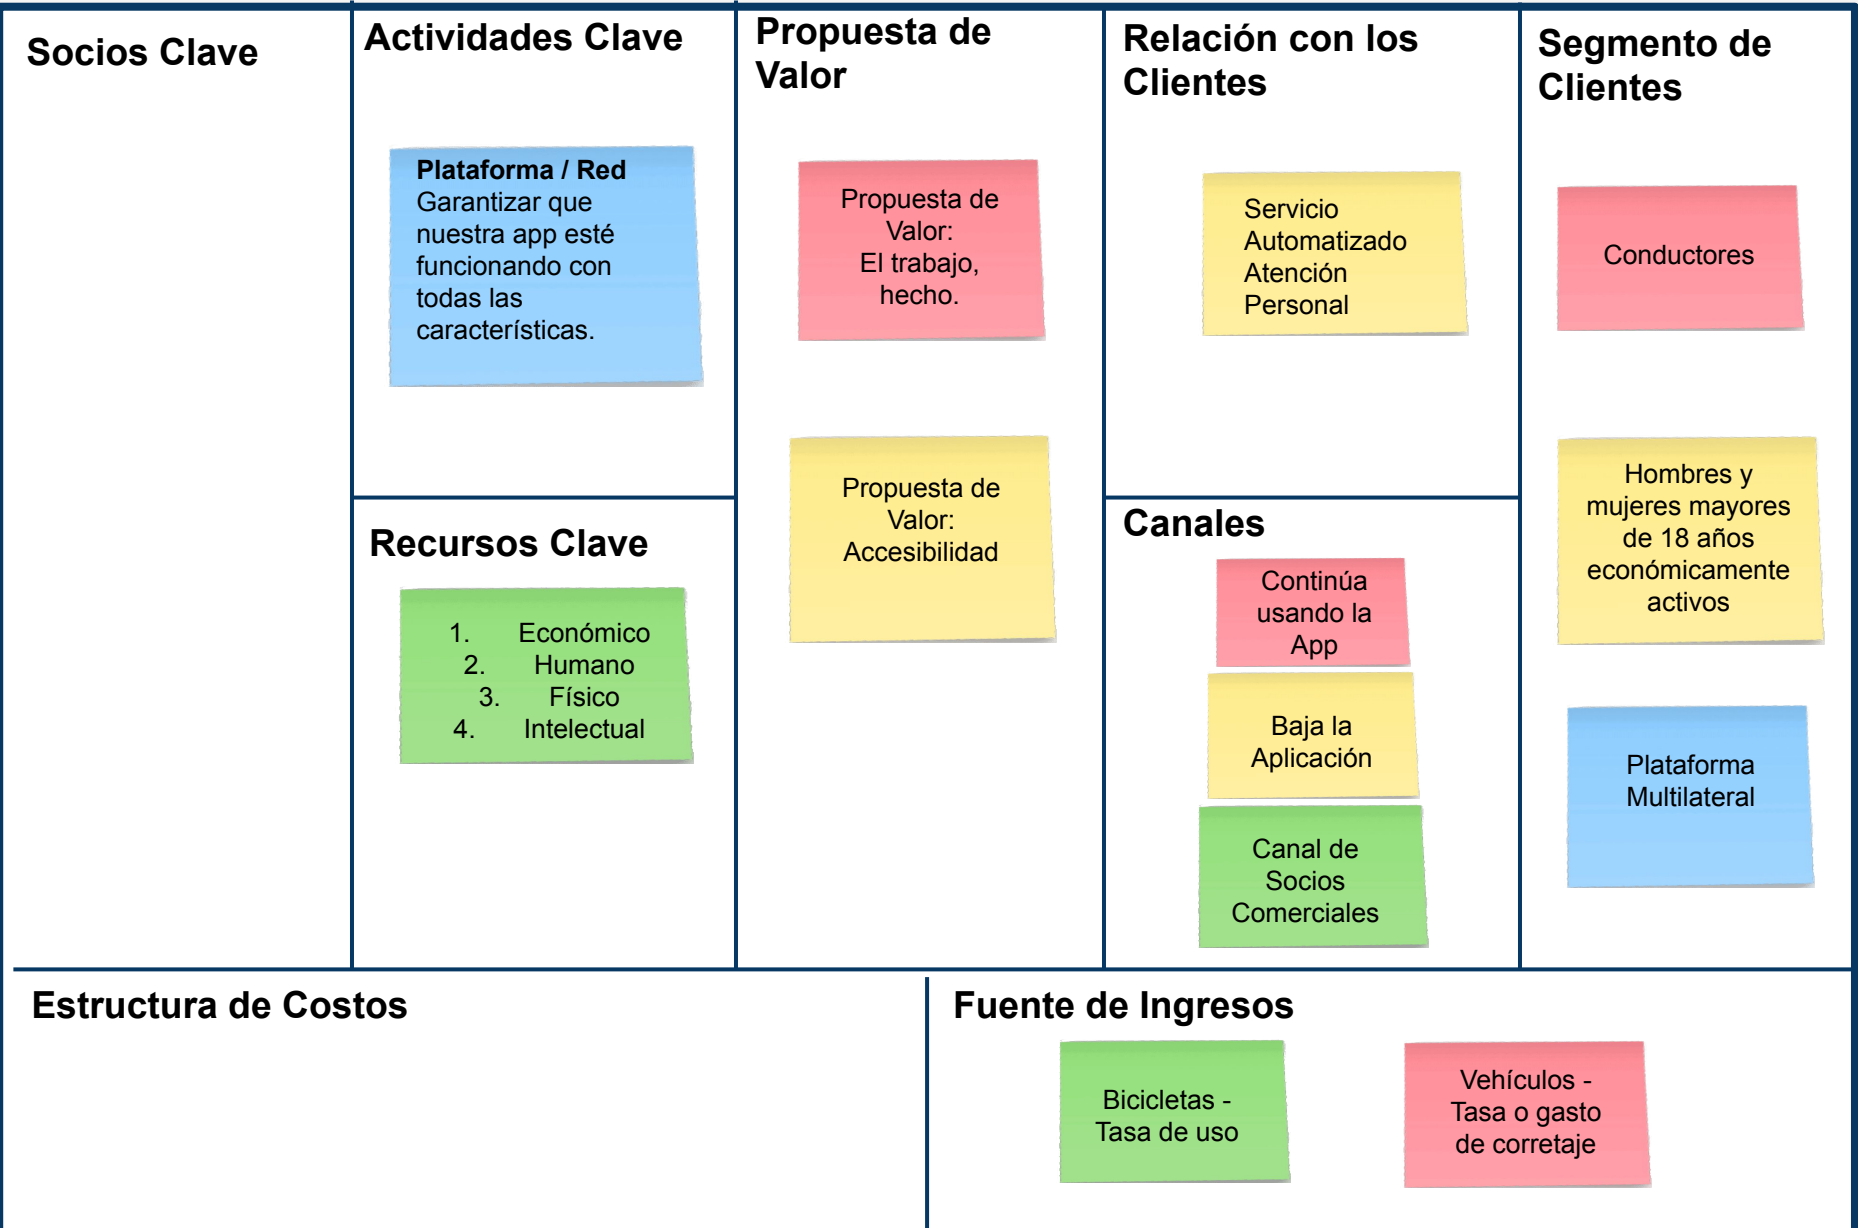 Socios Clave
Actividades Clave
Plataforma / Red
Garantizar que
nuestra app esté
funcionando con
todas las
características.
Recursos Clave
1. Económico
2. Humano
3. Físico
4. Intelectual
Propuesta de
Valor
Propuesta de
Valor:
El trabajo,
hecho.
Propuesta de
Valor:
Accesibilidad
Relación con los
Clientes
Servicio
Automatizado
Atención
Personal
Canales
Continúa
usando la
App
Baja la
Aplicación
Canal de
Socios
Comerciales
Segmento de
Clientes
Conductores
Hombres y
mujeres mayores
de 18 años
económicamente
activos
Plataforma
Multilateral
Estructura de Costos
Fuente de Ingresos
Bicicletas -
Tasa de uso
Vehículos -
Tasa o gasto
de corretaje